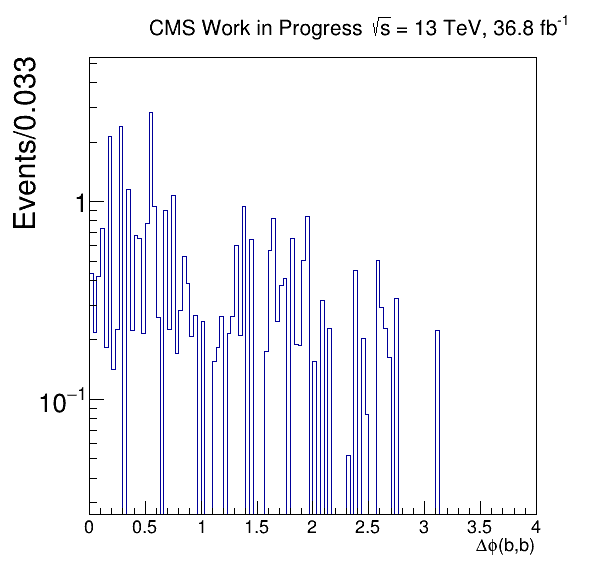 CMS Work in Progress √s = 13 TeV, 36.8 fb⁻¹
Events/0.033
1
10⁻¹
0 0.5 1 1.5 2 2.5 3 3.5 4
Δϕ(b,b)